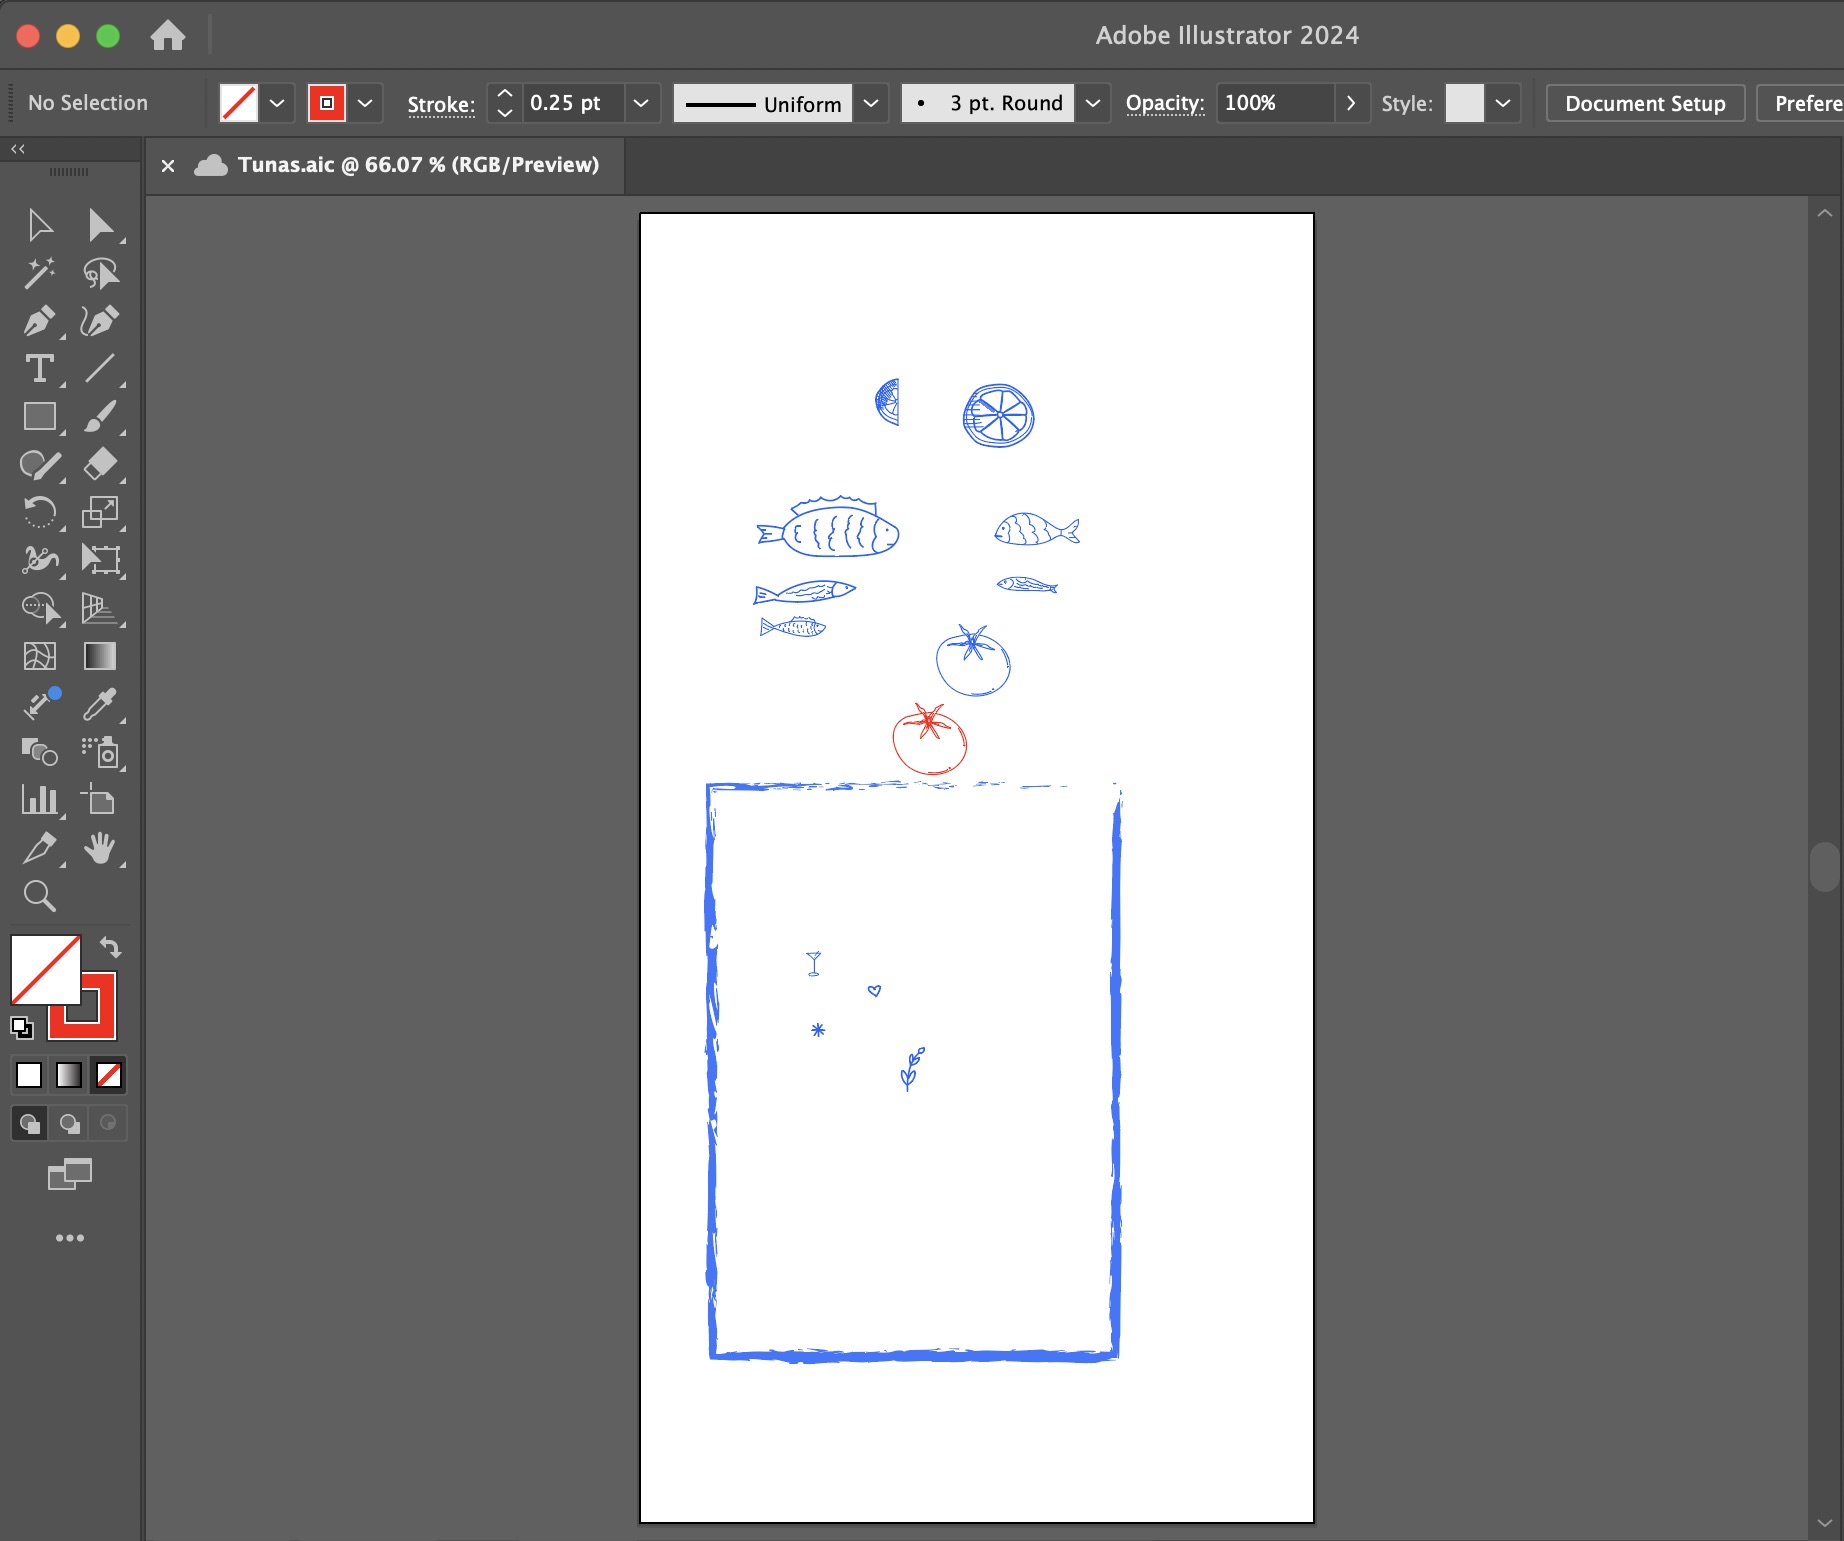 Adobe Illustrator 2024
No Selection
Stroke:
0.25 pt
Uniform
3 pt. Round
Opacity:
100%
Style:
Document Setup
Prefere
Tunas.aic @ 66.07 % (RGB/Preview)